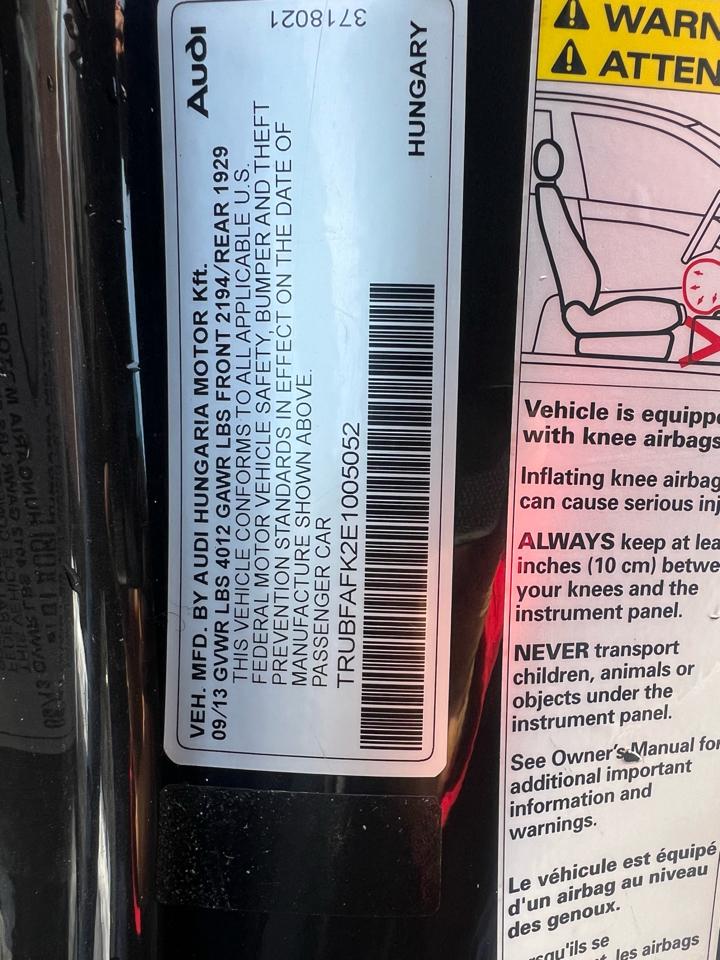 Audi
VEH. MFD. BY AUDI HUNGARIA MOTOR Kft.
09/13 GVWR LBS 4012 GAWR LBS FRONT 2194/REAR 1929
THIS VEHICLE CONFORMS TO ALL APPLICABLE U.S.
FEDERAL MOTOR VEHICLE SAFETY, BUMPER AND THEFT
PREVENTION STANDARDS IN EFFECT ON THE DATE OF
MANUFACTURE SHOWN ABOVE.
PASSENGER CAR
TRUBFAFK2E1005052
HUNGARY
3718021
WARN
ATTEN
Vehicle is equippe
with knee airbags
Inflating knee airbag
can cause serious inj
ALWAYS keep at lea
inches (10 cm) betwe
your knees and the
instrument panel.
NEVER transport
children, animals or
objects under the
instrument panel.
See Owner's Manual for
additional important
information and
warnings.
Le véhicule est équipé
d'un airbag au niveau
des genoux.
qu'ils se
les airbags